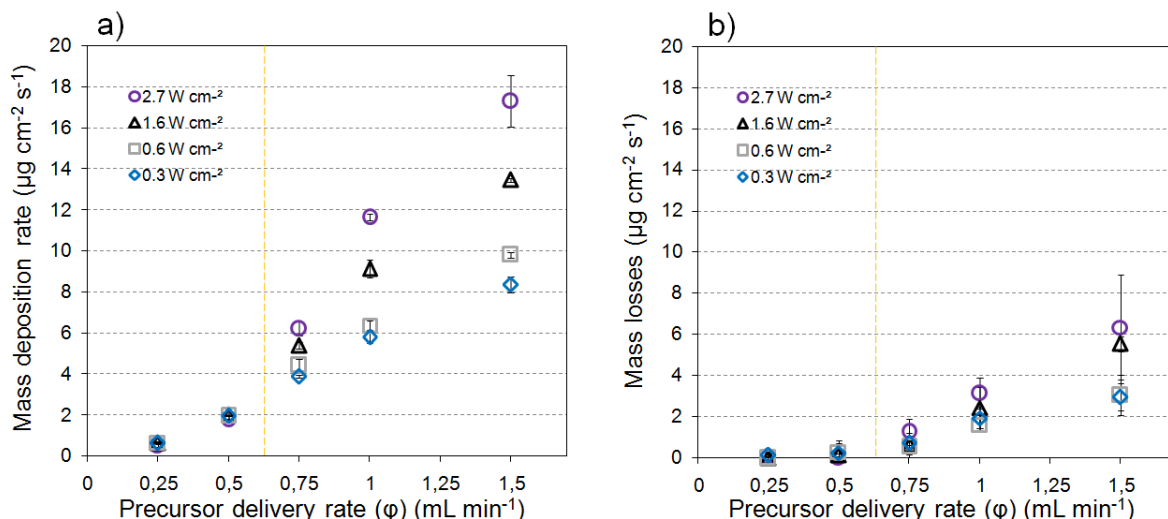 a)
Mass deposition rate (µg cm-2 s-1)
20
18
16
14
12
10
8
6
4
2
0
2.7 W cm-²
1.6 W cm-²
0.6 W cm-²
0.3 W cm-²
0 0,25 0,5 0,75 1 1,25 1,5
Precursor delivery rate (φ) (mL min-1)
b)
Mass losses (µg cm-2 s-1)
20
18
16
14
12
10
8
6
4
2
0
2.7 W cm-²
1.6 W cm-²
0.6 W cm-²
0.3 W cm-²
0 0,25 0,5 0,75 1 1,25 1,5
Precursor delivery rate (φ) (mL min-1)